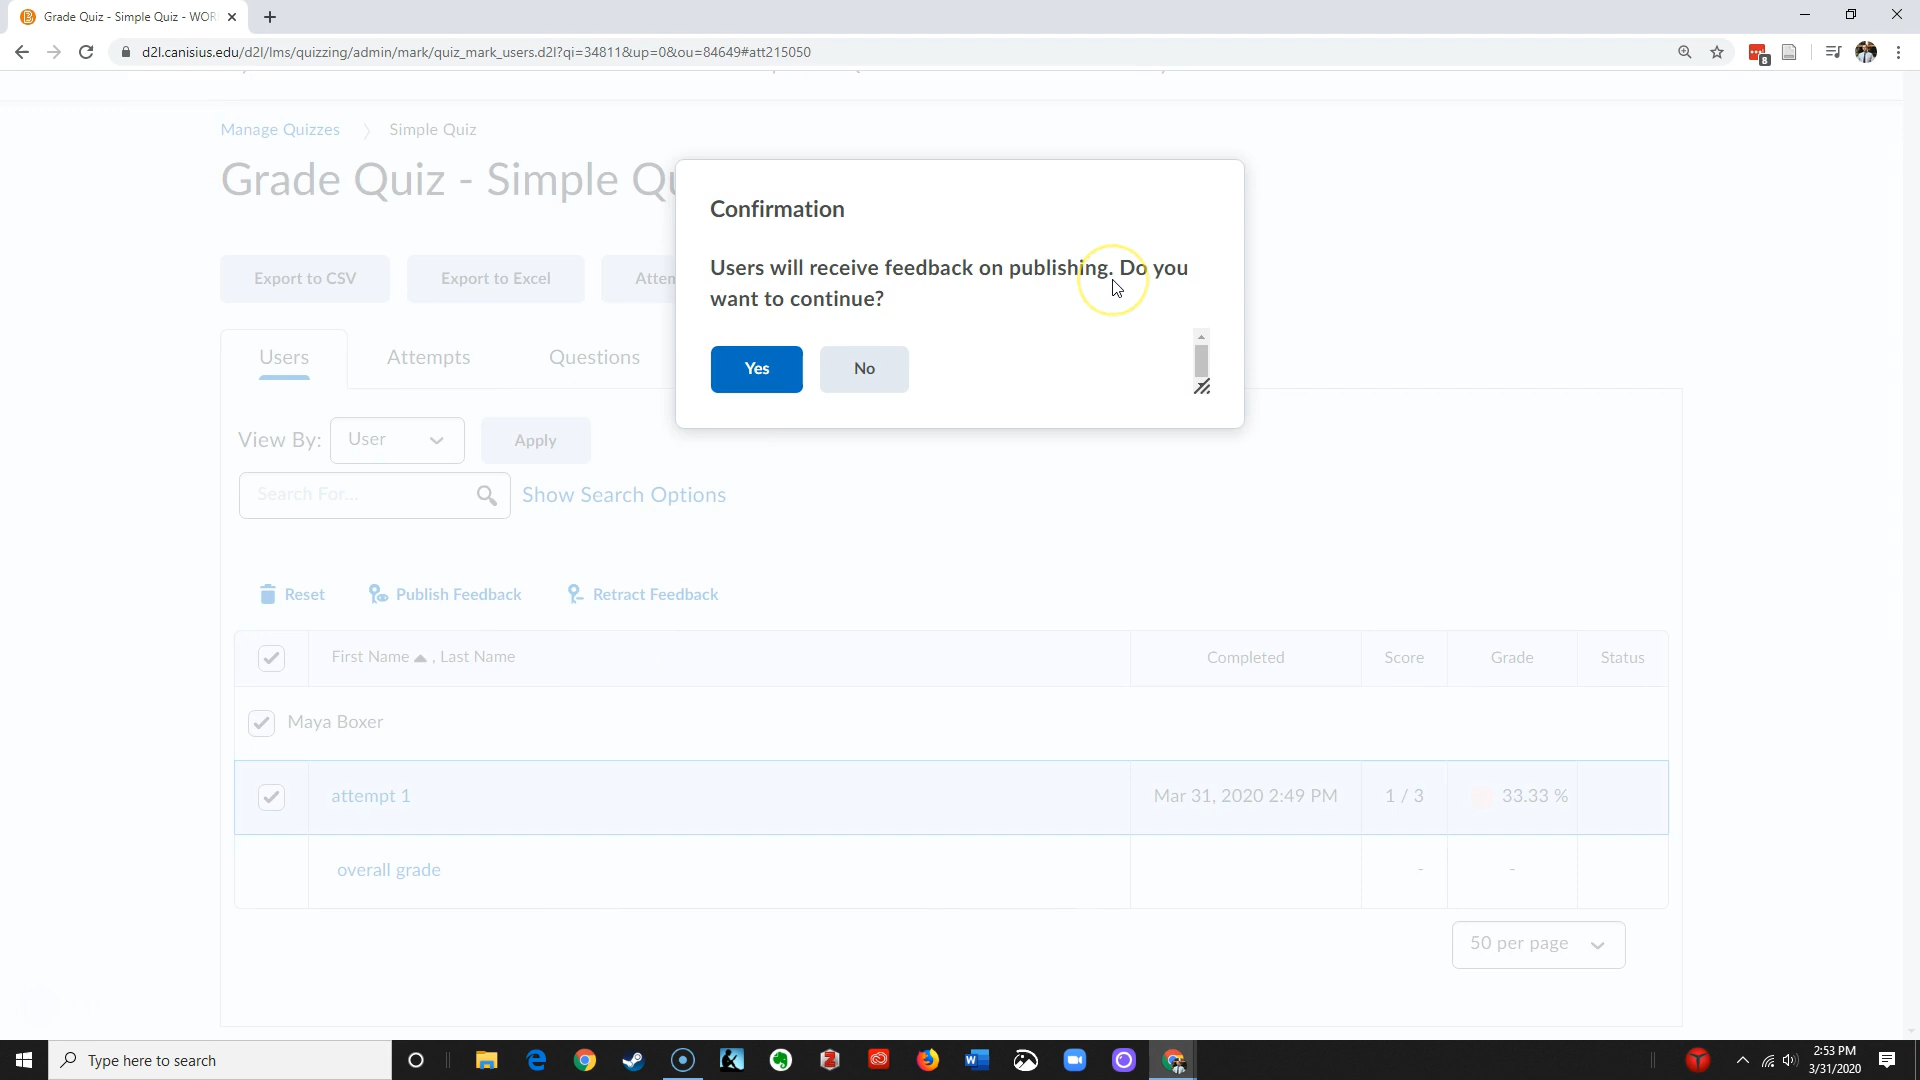 Grade Quiz - Simple Quiz - WOR
d2l.canisius.edu/d2l/lms/quizzing/admin/mark/quiz_mark_users.d2l?qi=34811&up=0&ou=84649#att215050
8
Manage Quizzes
Simple Quiz
Grade Quiz - Simple Qu
Export to CSV
Export to Excel
Attem
Confirmation
Users will receive feedback on publishing. Do you
want to continue?
Yes
No
Users
Attempts
Questions
View By:
User
Apply
Search For...
Show Search Options
Reset
Publish Feedback
Retract Feedback
First Name , Last Name
Completed
Score
Grade
Status
Maya Boxer
attempt 1
Mar 31, 2020 2:49 PM
1 / 3
33.33 %
overall grade
-
-
50 per page
Type here to search
2:53 PM
3/31/2020